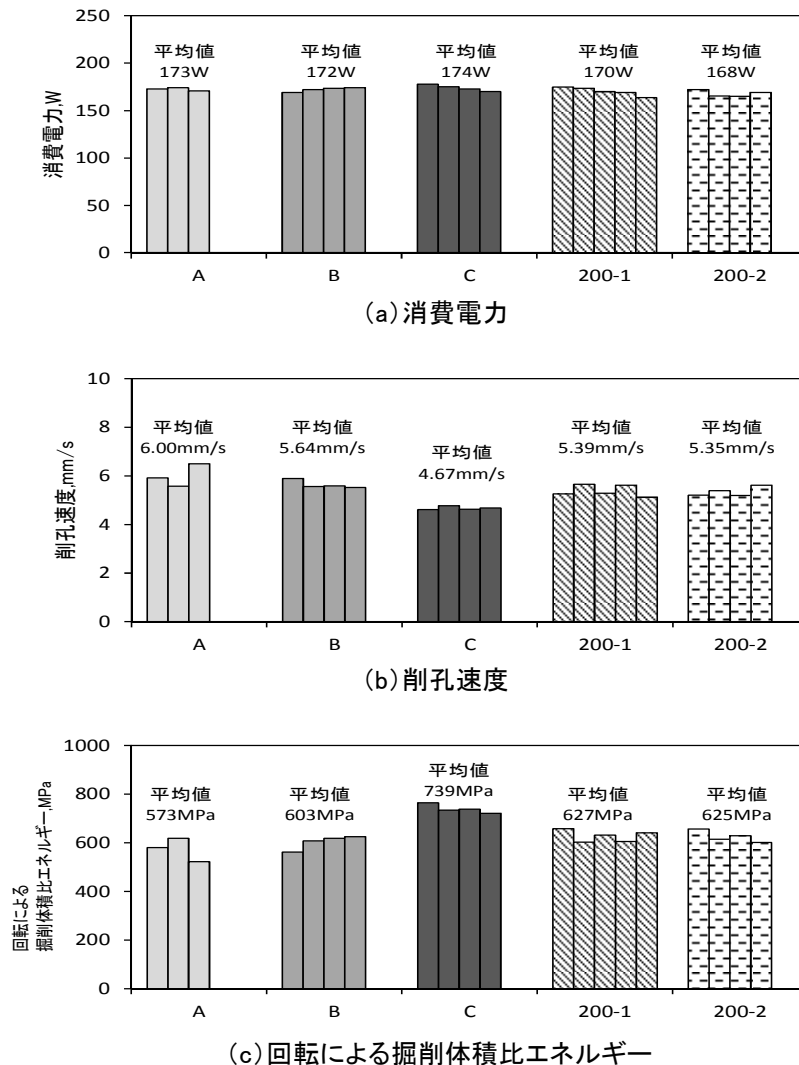 250
200
150
100
50
0
消費電力,W
平均値
173W
平均値
172W
平均値
174W
平均値
170W
平均値
168W
A
B
C
200-1
200-2
(a)消費電力
10
8
6
4
2
0
削孔速度,mm/s
平均値
6.00mm/s
平均値
5.64mm/s
平均値
4.67mm/s
平均値
5.39mm/s
平均値
5.35mm/s
A
B
C
200-1
200-2
(b)削孔速度
1000
800
600
400
200
0
回転による
掘削体積比エネルギー,MPa
平均値
573MPa
平均値
603MPa
平均値
739MPa
平均値
627MPa
平均値
625MPa
A
B
C
200-1
200-2
(c)回転による掘削体積比エネルギー